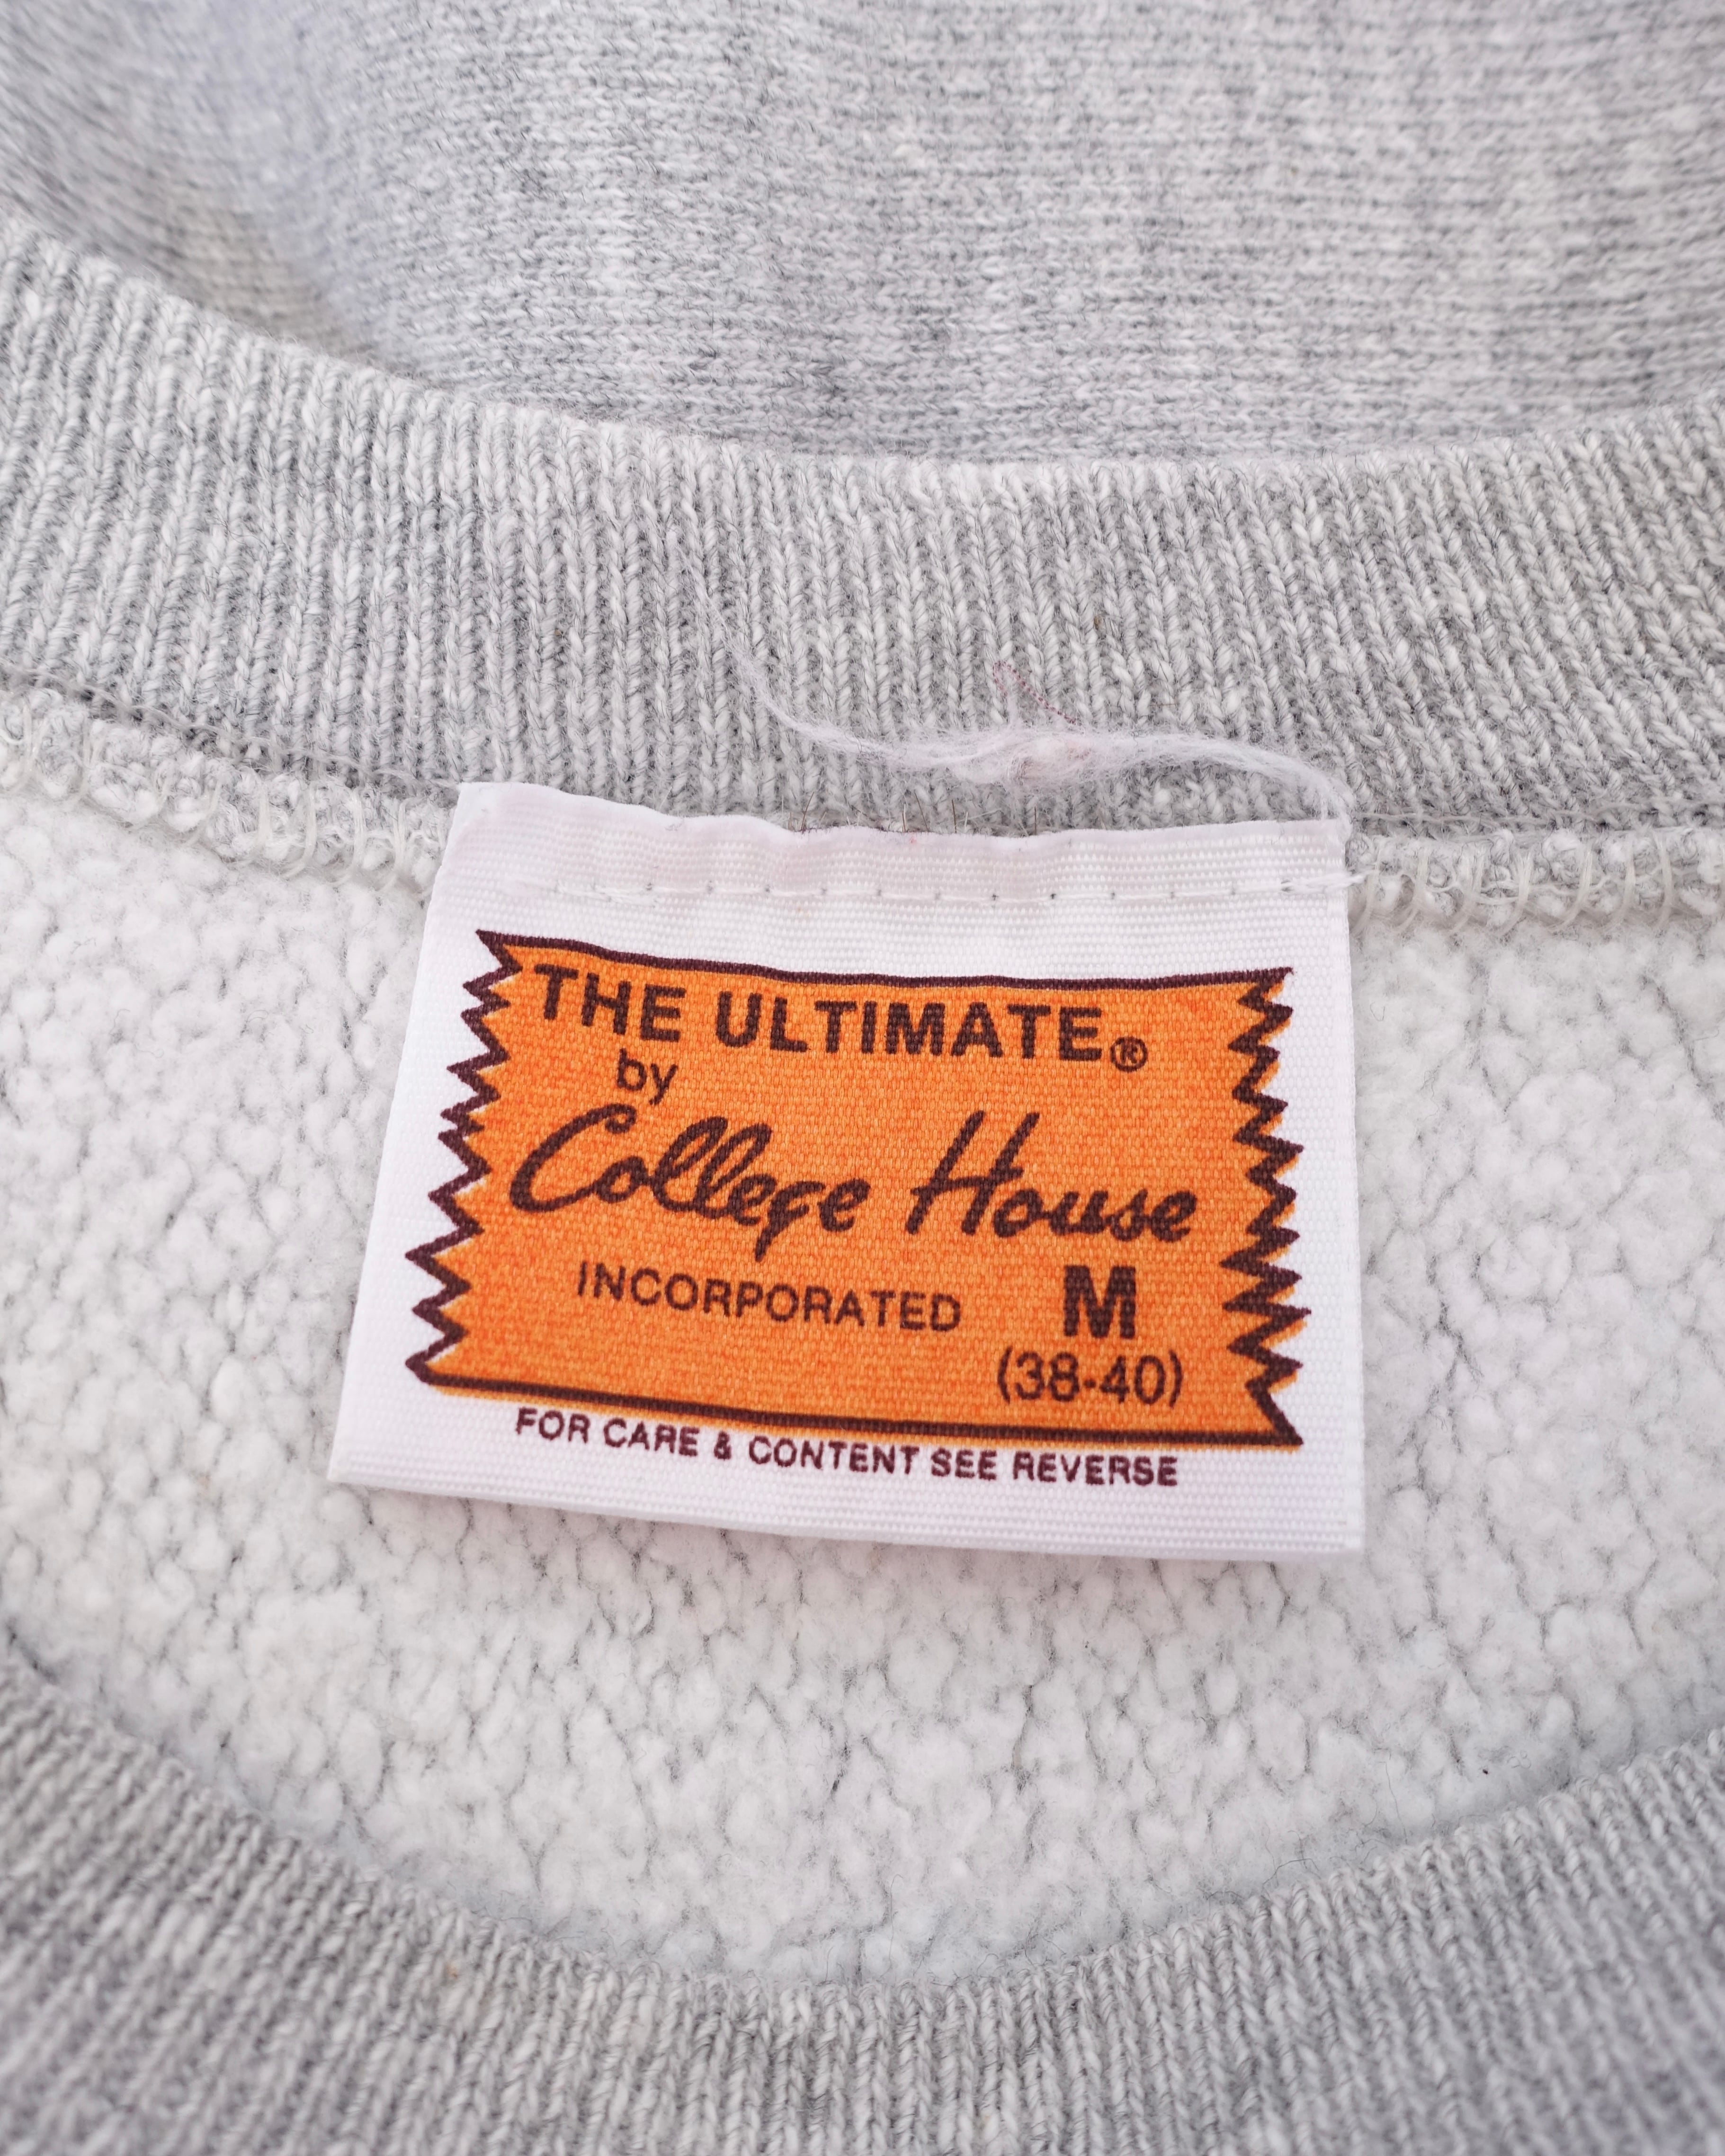 THE ULTIMATE®
by
College House
INCORPORATED M
(38-40)
FOR CARE & CONTENT SEE REVERSE